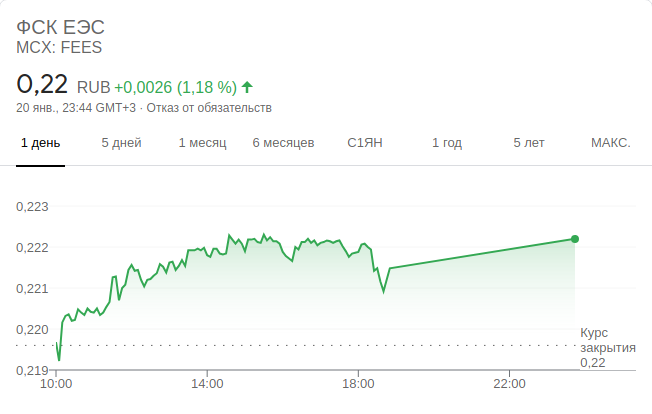 ФСК ЕЭС
MCX: FEES
0,22 RUB +0,0026 (1,18 %)
20 янв., 23:44 GMT+3 · Отказ от обязательств
1 день 5 дней 1 месяц 6 месяцев С1ЯН 1 год 5 лет МАКС.
0,223
0,222
0,221
0,220
0,219
Курс
закрытия
0,22
10:00 14:00 18:00 22:00